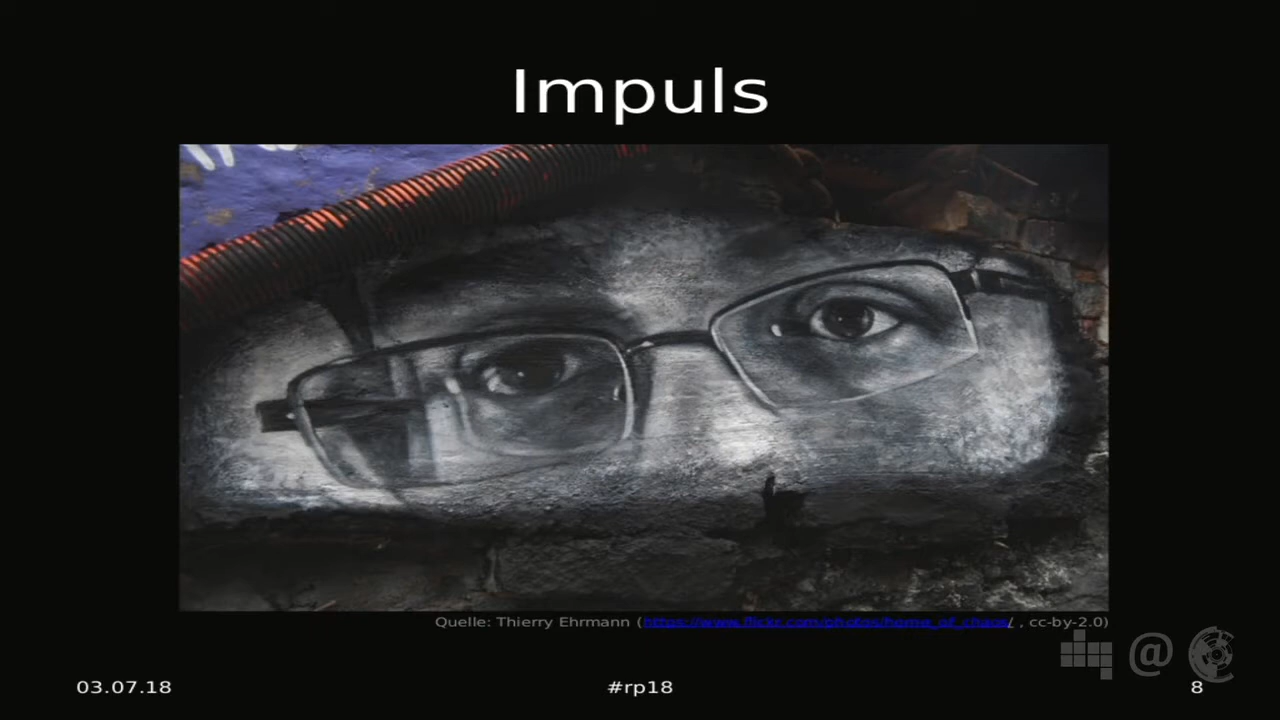 Impuls
Quelle: Thierry Ehrmann (https://www.flickr.com/photos/home_of_chaos/ , cc-by-2.0)
@
03.07.18
#rp18
8